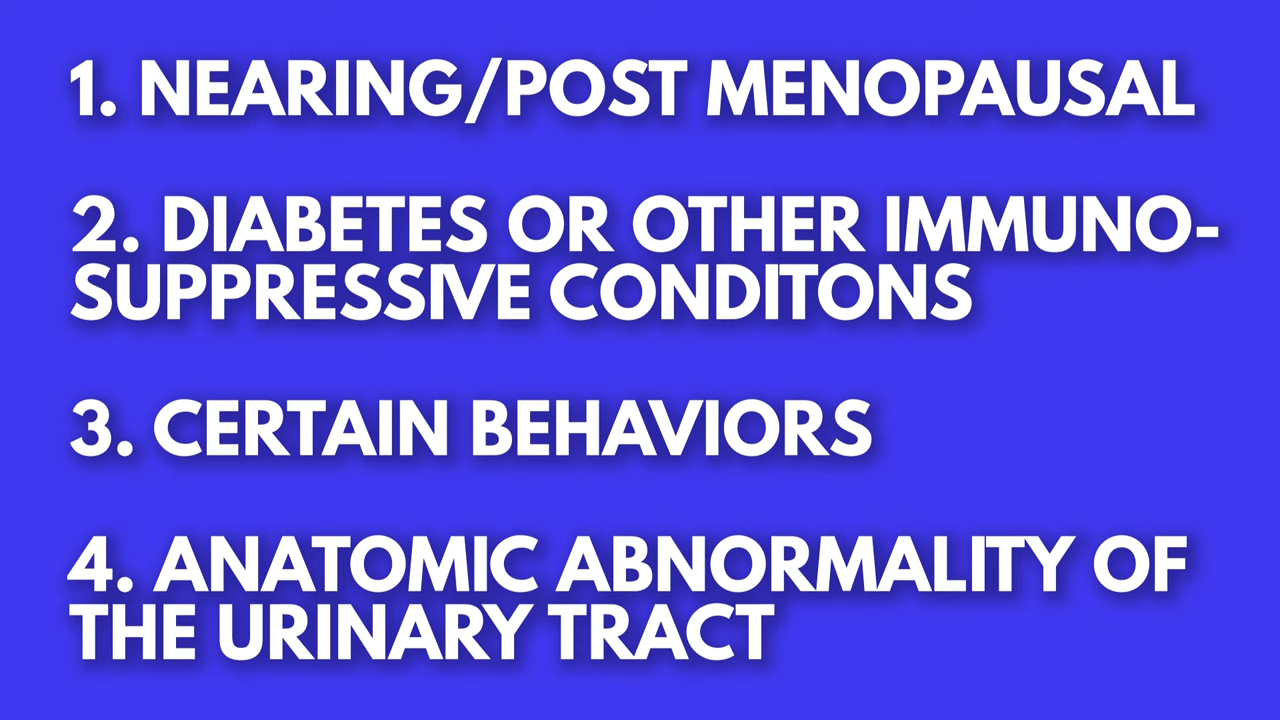 1. NEARING/POST MENOPAUSAL
2. DIABETES OR OTHER IMMUNO-
SUPPRESSIVE CONDITONS
3. CERTAIN BEHAVIORS
4. ANATOMIC ABNORMALITY OF
THE URINARY TRACT